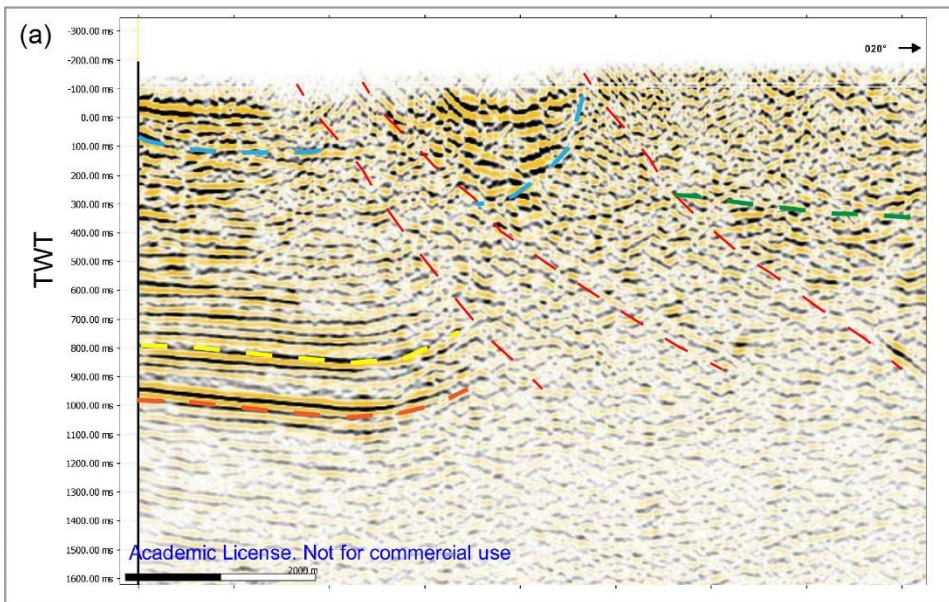 (a)
020°
-300.00 ms
-200.00 ms
-100.00 ms
0.00 ms
100.00 ms
200.00 ms
300.00 ms
400.00 ms
500.00 ms
600.00 ms
700.00 ms
800.00 ms
900.00 ms
1000.00 ms
1100.00 ms
1200.00 ms
1300.00 ms
1400.00 ms
1500.00 ms
1600.00 ms
TWT
Academic License. Not for commercial use
2000 m